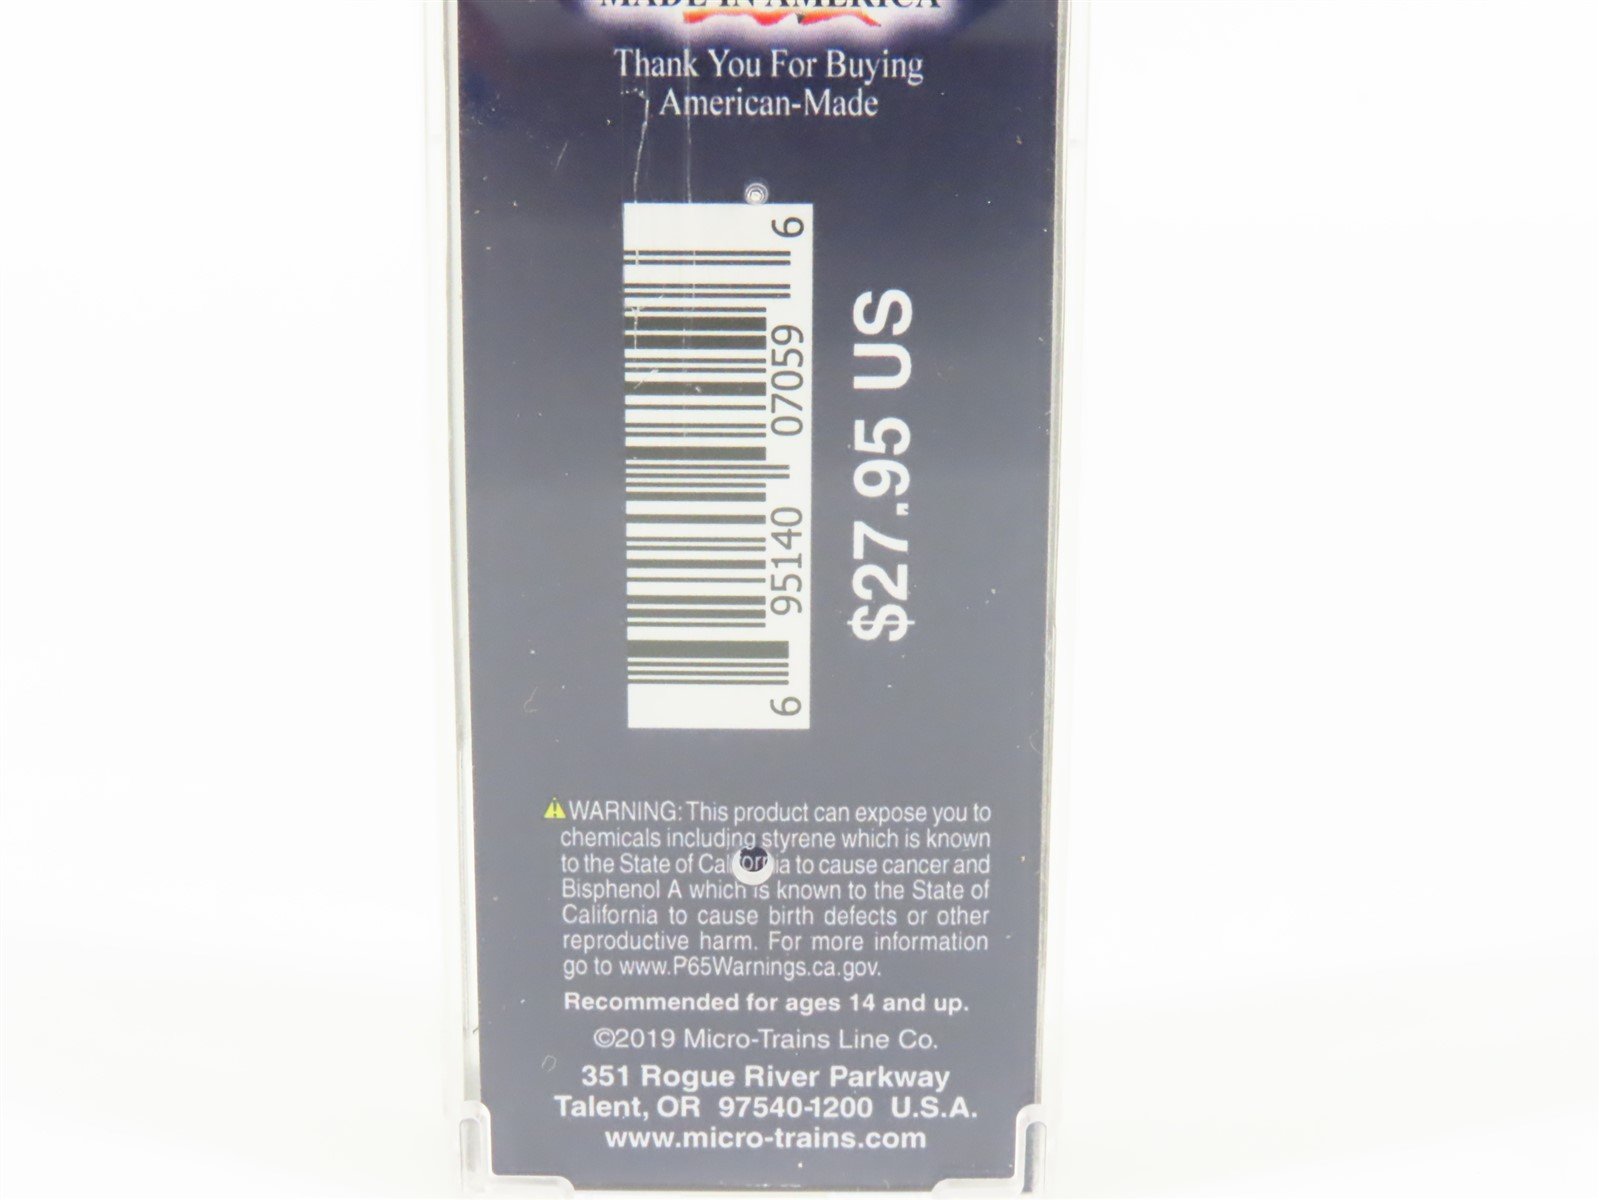 MADE IN AMERICA
Thank You For Buying
American-Made
6 95140 07059 6
$27.95 US
WARNING: This product can expose you to
chemicals including styrene which is known
to the State of California to cause cancer and
Bisphenol A which is known to the State of
California to cause birth defects or other
reproductive harm. For more information
go to www.P65Warnings.ca.gov.
Recommended for ages 14 and up.
©2019 Micro-Trains Line Co.
351 Rogue River Parkway
Talent, OR 97540-1200 U.S.A.
www.micro-trains.com